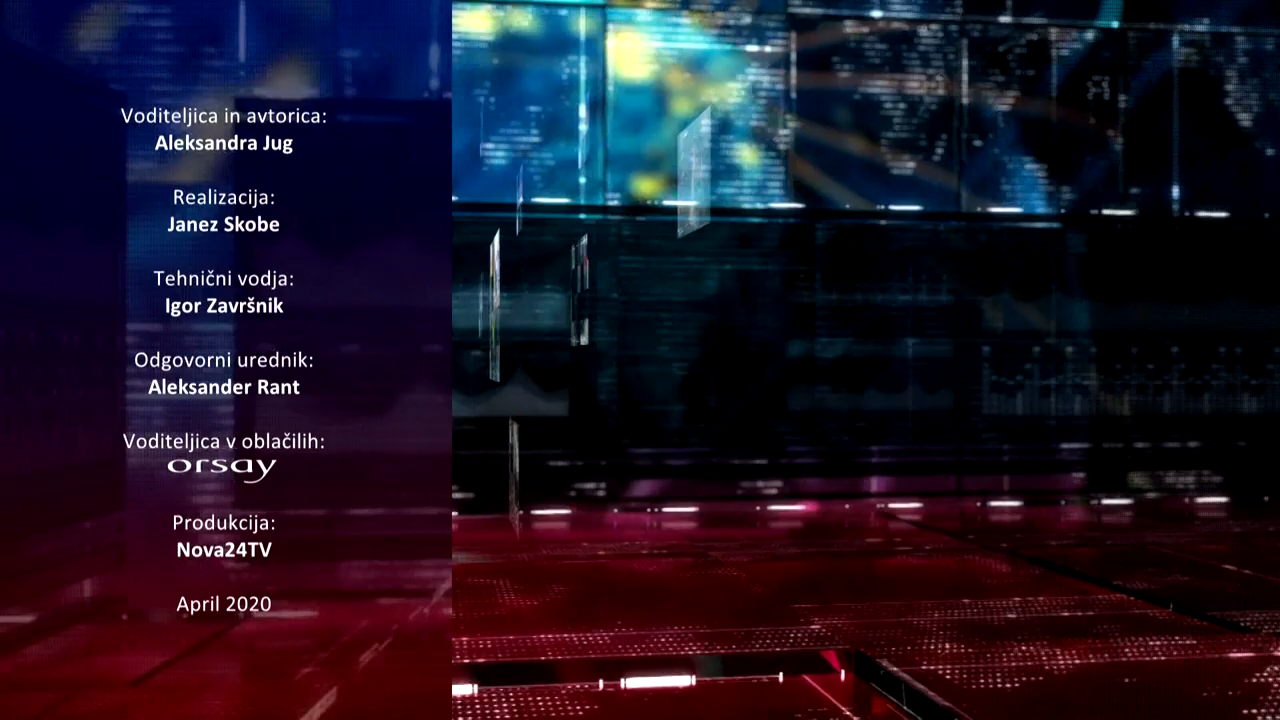 Voditeljica in avtorica:
Aleksandra Jug
Realizacija:
Janez Skobe
Tehnični vodja:
Igor Završnik
Odgovorni urednik:
Aleksander Rant
Voditeljica v oblačilih:
orsay
Produkcija:
Nova24TV
April 2020